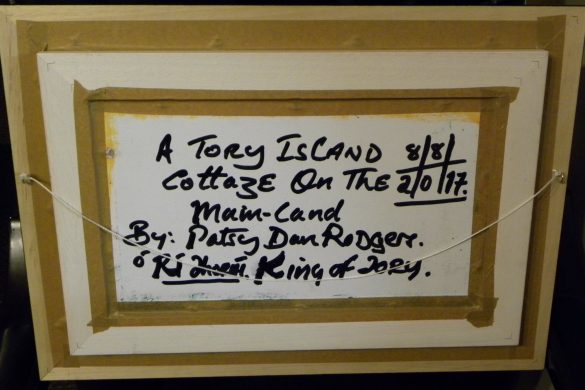 A TORY ISLAND 8/8/
COTTAGE ON THE 2/0/17.
MAIN-LAND
By: Patsy Dan Rodgers.
King of TORY.